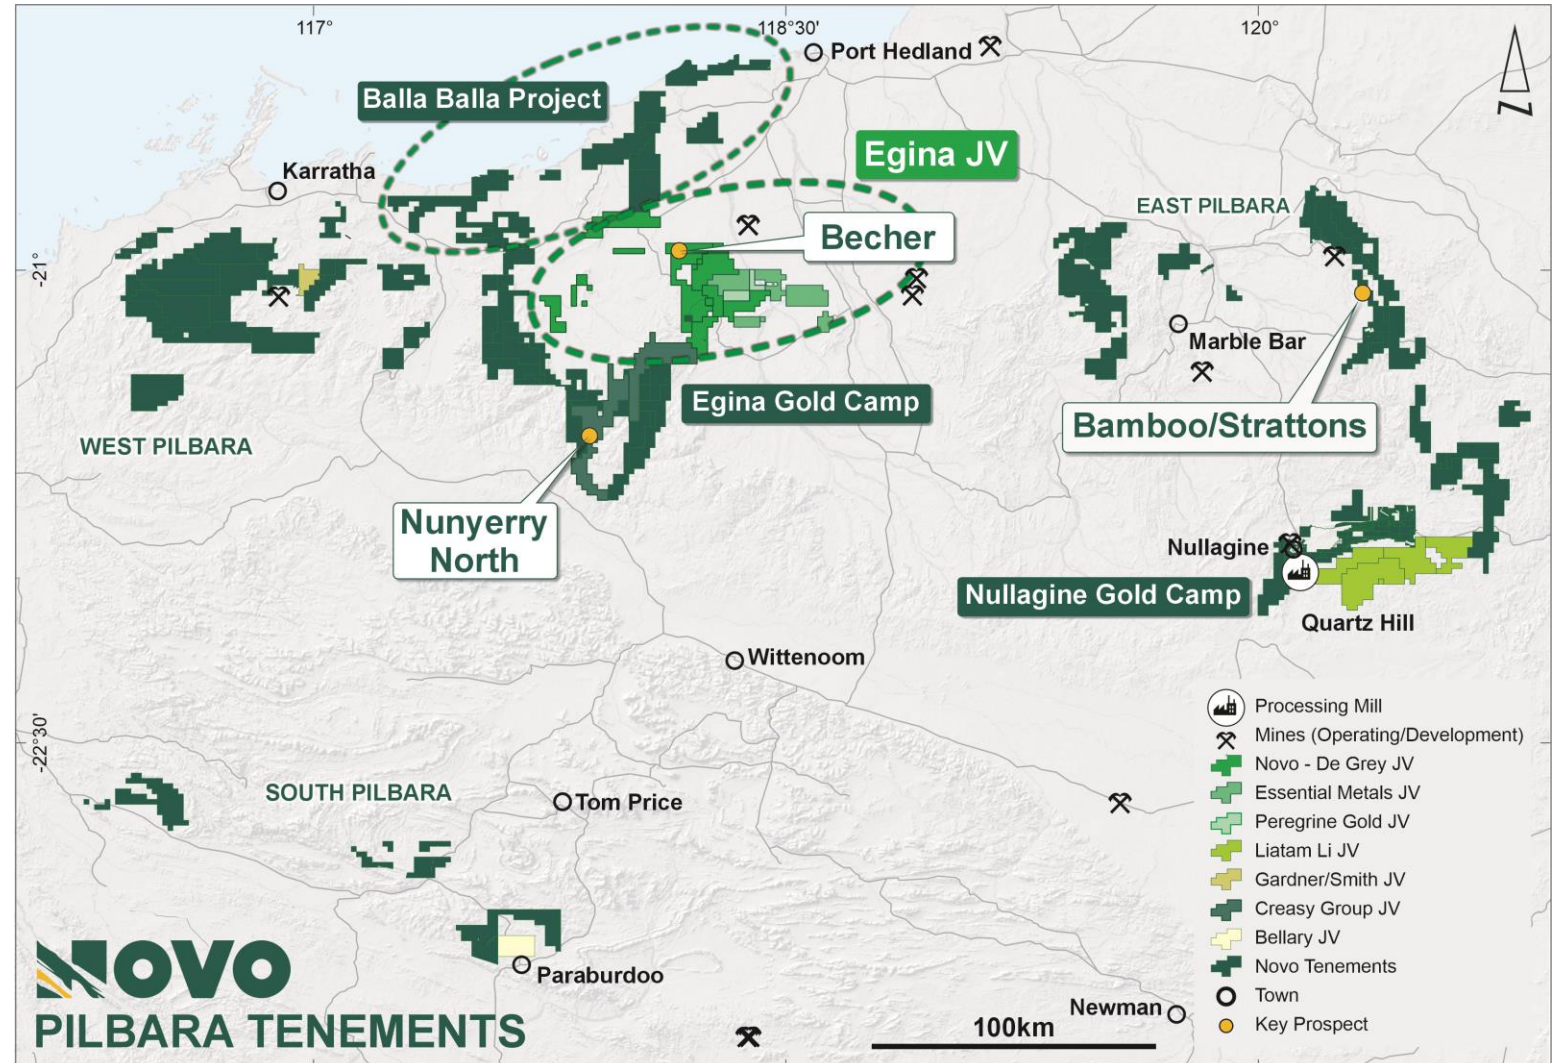 117°
118°30'
120°
Port Hedland
Balla Balla Project
Egina JV
Karratha
EAST PILBARA
Becher
-21°
Marble Bar
Egina Gold Camp
Bamboo/Strattons
WEST PILBARA
Nunyerry
North
Nullagine
Nullagine Gold Camp
Quartz Hill
Wittenoom
-22°30'
SOUTH PILBARA
Tom Price
Paraburdoo
Newman
100km
Processing Mill
Mines (Operating/Development)
Novo - De Grey JV
Essential Metals JV
Peregrine Gold JV
Liatam Li JV
Gardner/Smith JV
Creasy Group JV
Bellary JV
Novo Tenements
Town
Key Prospect
NOVO
PILBARA TENEMENTS
Z